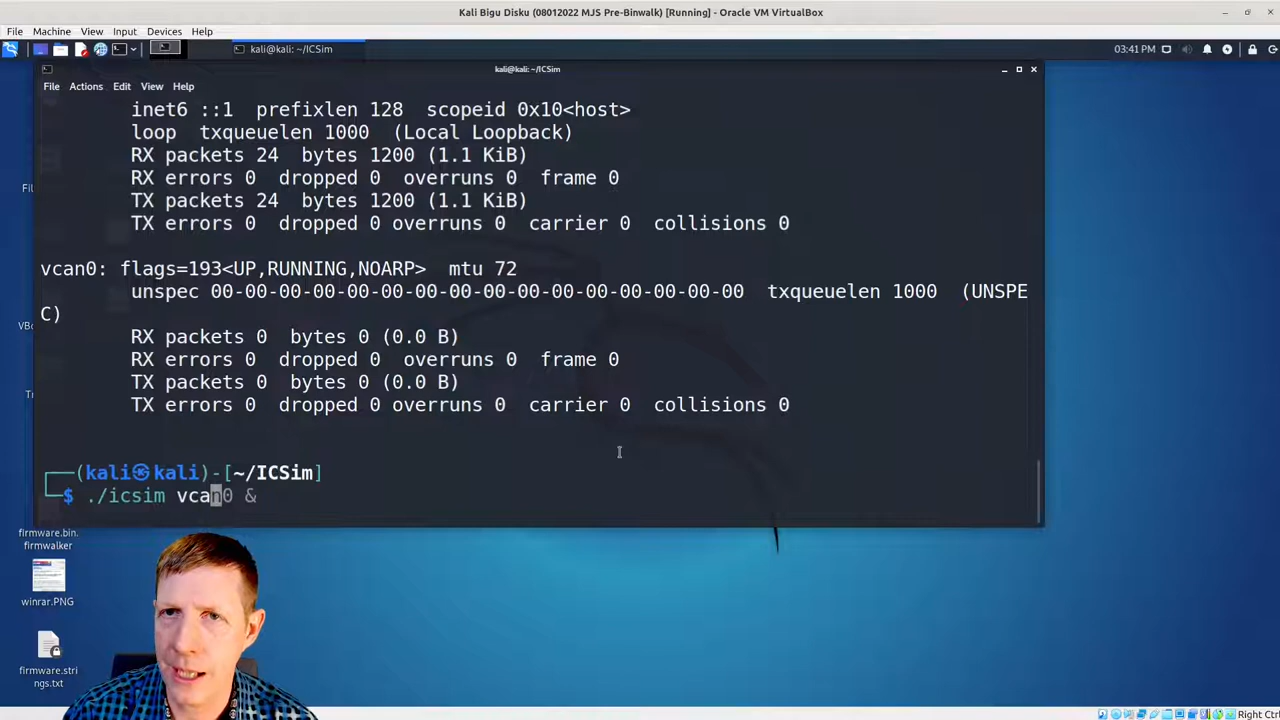 Kali Bigu Disku (08012022 MJS Pre-Binwalk) [Running] - Oracle VM VirtualBox
File Machine View Input Devices Help
kali@kali: ~/ICSim
03:41 PM
kali@kali: ~/ICSim
File Actions Edit View Help
inet6 ::1 prefixlen 128 scopeid 0x10<host>
loop txqueuelen 1000 (Local Loopback)
RX packets 24 bytes 1200 (1.1 KiB)
RX errors 0 dropped 0 overruns 0 frame 0
TX packets 24 bytes 1200 (1.1 KiB)
TX errors 0 dropped 0 overruns 0 carrier 0 collisions 0
vcan0: flags=193<UP,RUNNING,NOARP> mtu 72
unspec 00-00-00-00-00-00-00-00-00-00-00-00-00-00-00-00 txqueuelen 1000 (UNSPE
C)
RX packets 0 bytes 0 (0.0 B)
RX errors 0 dropped 0 overruns 0 frame 0
TX packets 0 bytes 0 (0.0 B)
TX errors 0 dropped 0 overruns 0 carrier 0 collisions 0
(kali㉿kali)-[~/ICSim]
$ ./icsim vcan0 &
firmware.bin.
firmwalker
winrar.PNG
firmware.stri
ngs.txt
Right Ctrl